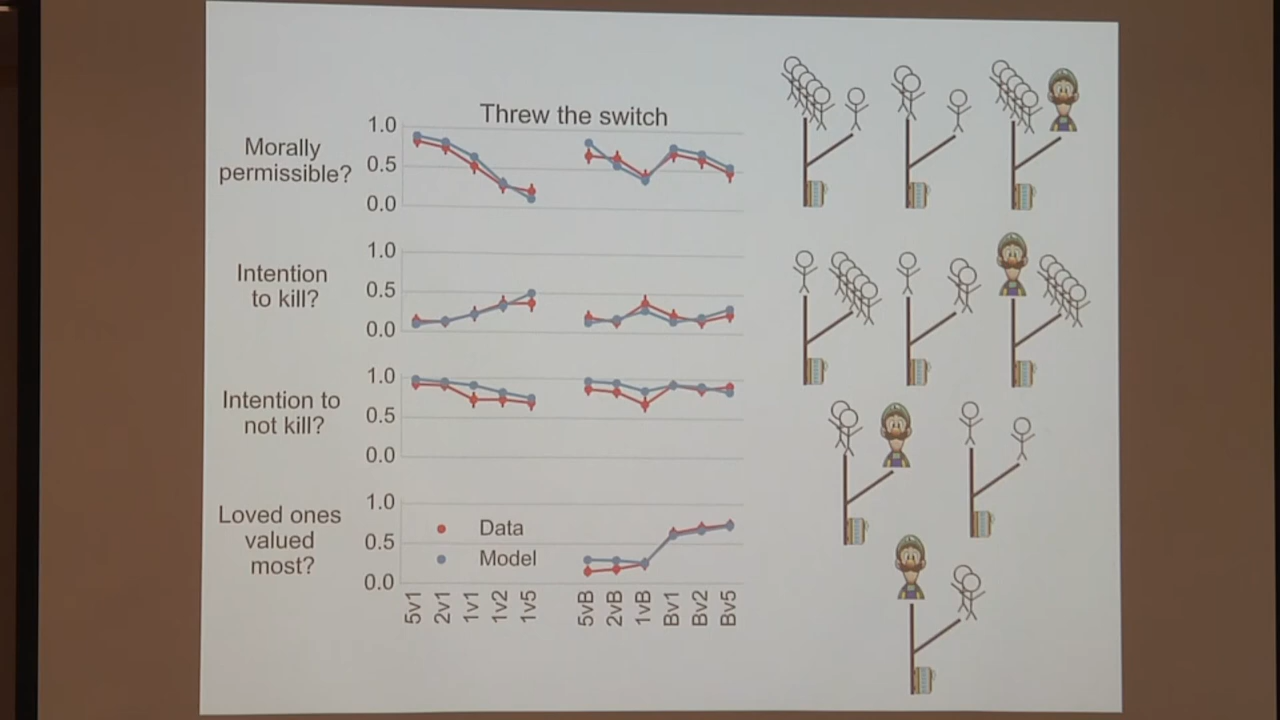 Threw the switch
Morally
permissible?
1.0
0.5
0.0
Intention
to kill?
1.0
0.5
0.0
Intention to
not kill?
1.0
0.5
0.0
Loved ones
valued
most?
1.0
0.5
0.0
Data
Model
5v1
2v1
1v1
1v2
1v5
5vB
2vB
1vB
Bv1
Bv2
Bv5